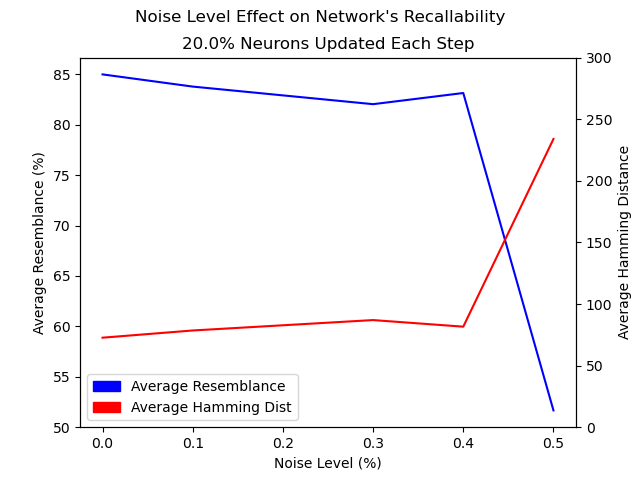 Noise Level Effect on Network's Recallability
20.0% Neurons Updated Each Step
Average Resemblance (%)
85
80
75
70
65
60
55
50
300
250
200
150
100
50
0
Average Hamming Distance
Average Resemblance
Average Hamming Dist
0.0 0.1 0.2 0.3 0.4 0.5
Noise Level (%)